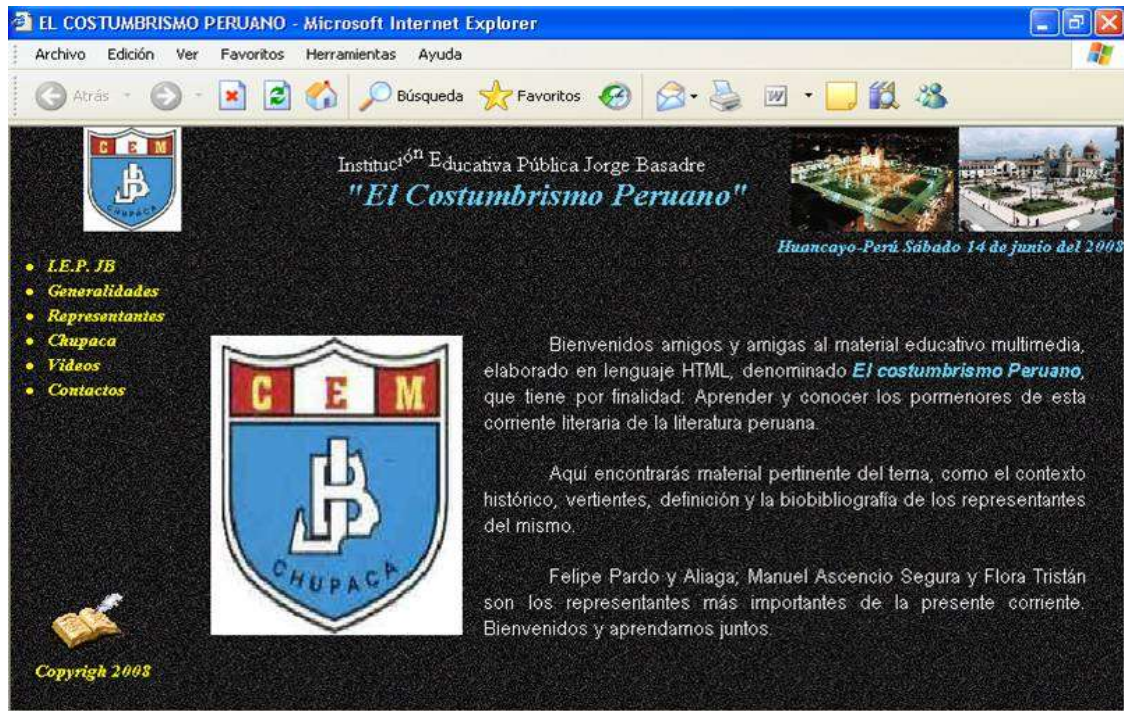 EL COSTUMBRISMO PERUANO - Microsoft Internet Explorer
Archivo Edición Ver Favoritos Herramientas Ayuda
Atrás Búsqueda Favoritos
C E M
JB
CHUPACA
Institución Educativa Pública Jorge Basadre
"El Costumbrismo Peruano"
Huancayo-Perú Sábado 14 de junio del 2008
I.E.P. JB
Generalidades
Representantes
Chupaca
Videos
Contactos
C E M
JB
CHUPACA
Bienvenidos amigos y amigas al material educativo multimedia,
elaborado en lenguaje HTML, denominado El costumbrismo Peruano,
que tiene por finalidad: Aprender y conocer los pormenores de esta
corriente literaria de la literatura peruana.
Aquí encontrarás material pertinente del tema, como el contexto
histórico, vertientes, definición y la biobibliografía de los representantes
del mismo.
Felipe Pardo y Aliaga; Manuel Ascencio Segura y Flora Tristán
son los representantes más importantes de la presente corriente.
Bienvenidos y aprendamos juntos.
Copyrigh 2008